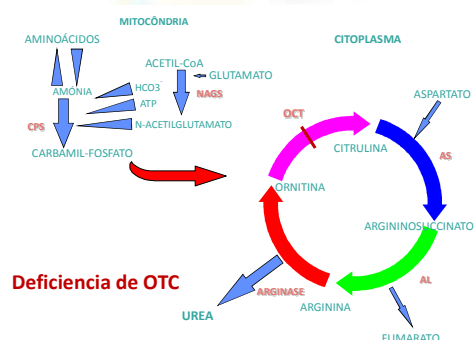 MITOCÔNDRIA
AMINOÁCIDOS
CITOPLASMA
ACETIL-CoA
GLUTAMATO
AMÓNIA
HCO3
ATP
NAGS
ASPARTATO
OCT
CPS
N-ACETILGLUTAMATO
CITRULINA
CARBAMIL-FOSFATO
AS
ORNITINA
ARGININOSUCCINATO
Deficiencia de OTC
ARGINASE
AL
UREA
ARGININA
FUMARATO